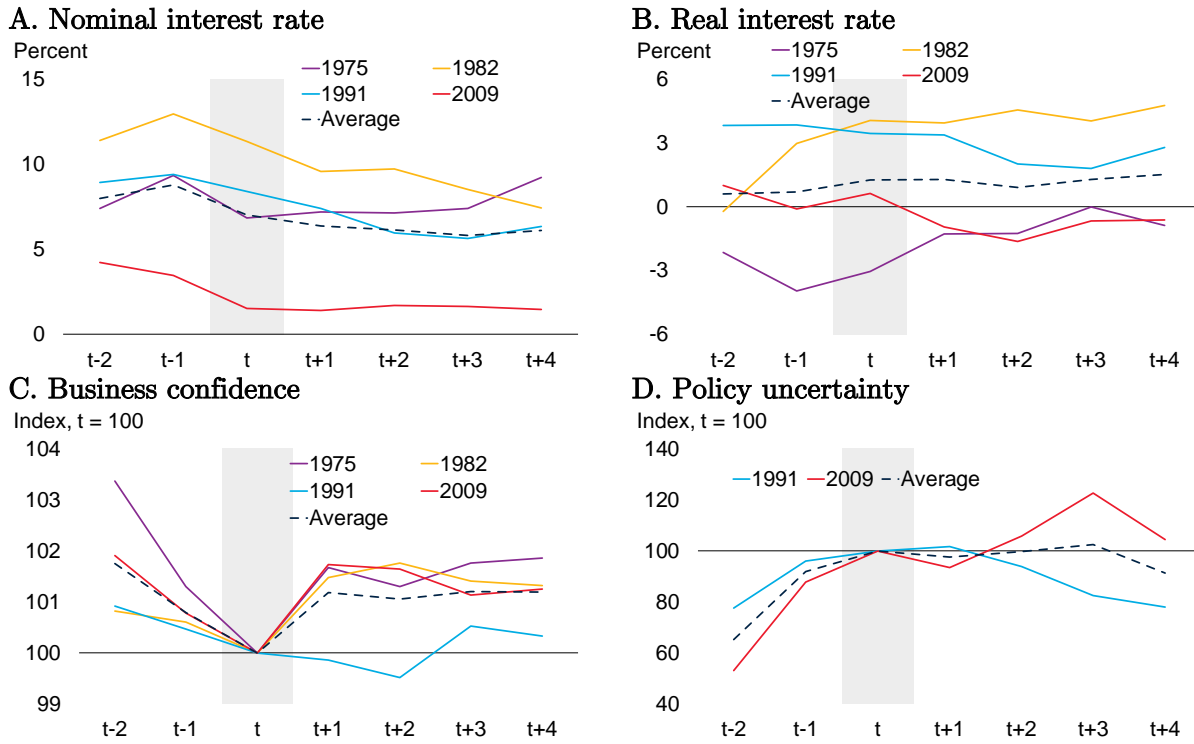 A. Nominal interest rate
Percent
1975 1982
1991 2009
Average
15
10
5
0
t-2 t-1 t t+1 t+2 t+3 t+4
B. Real interest rate
Percent
1975 1982
1991 2009
Average
6
3
0
-3
-6
t-2 t-1 t t+1 t+2 t+3 t+4
C. Business confidence
Index, t = 100
1975 1982
1991 2009
Average
104
103
102
101
100
99
t-2 t-1 t t+1 t+2 t+3 t+4
D. Policy uncertainty
Index, t = 100
1991 2009 Average
140
120
100
80
60
40
t-2 t-1 t t+1 t+2 t+3 t+4